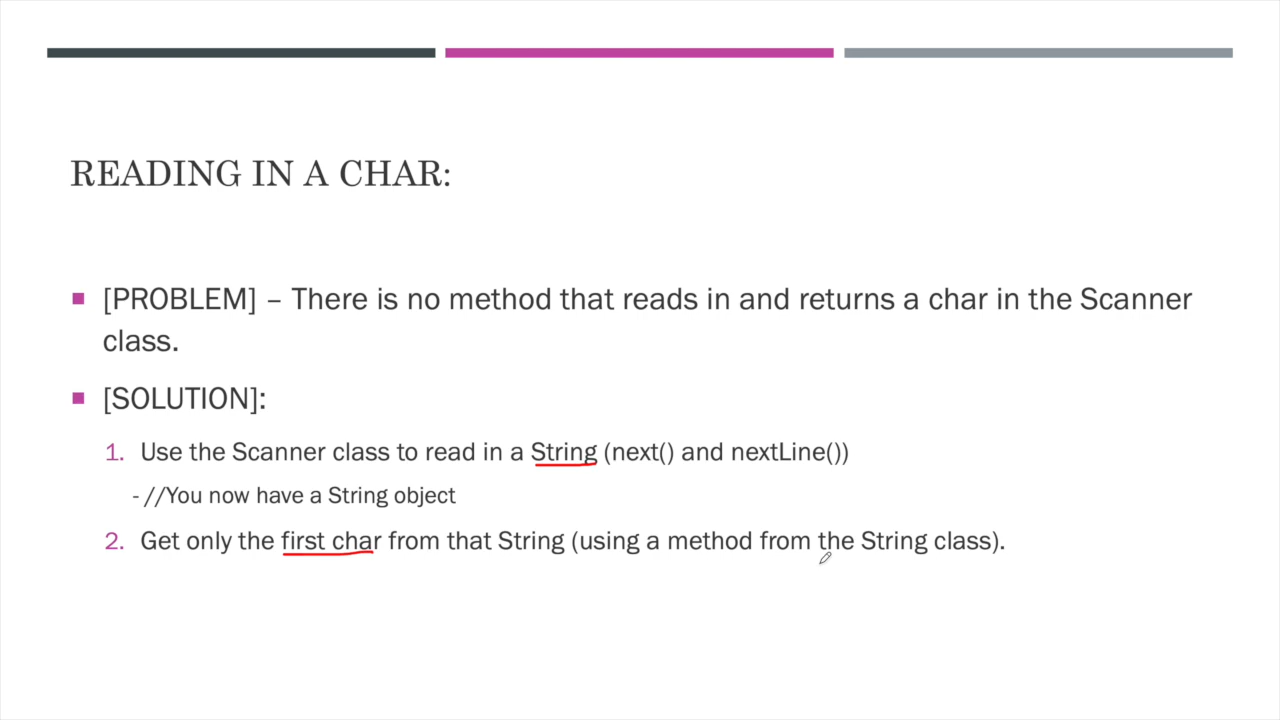 READING IN A CHAR:
[PROBLEM] – There is no method that reads in and returns a char in the Scanner
class.
[SOLUTION]:
1. Use the Scanner class to read in a String (next() and nextLine())
- //You now have a String object
2. Get only the first char from that String (using a method from the String class).